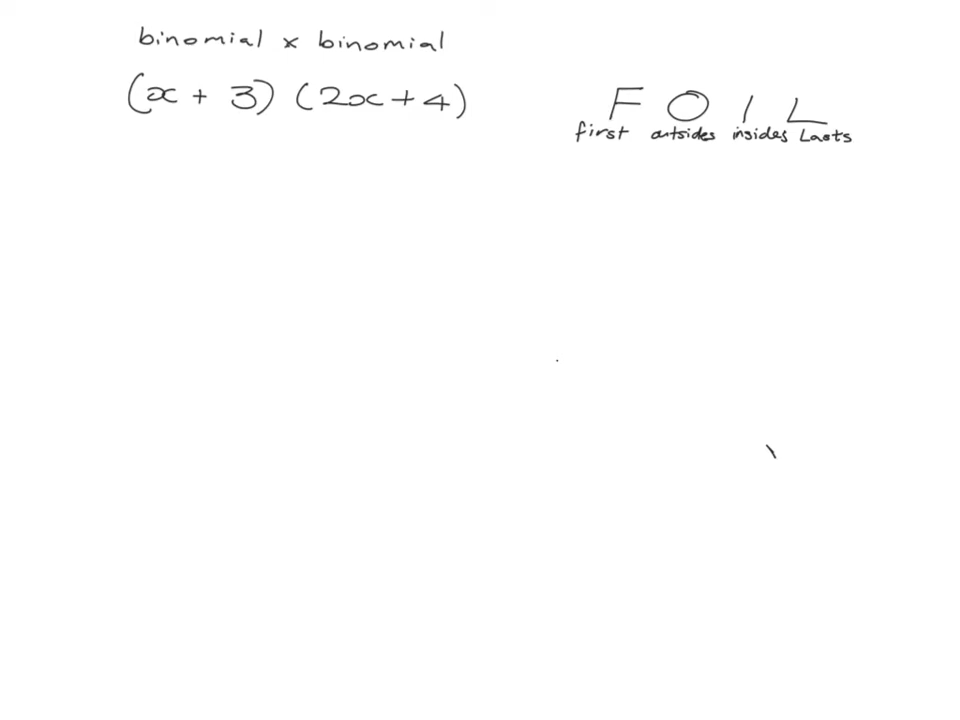 binomial x binomial
(x + 3) (2x + 4)
F O I L
first outsides insides Lasts